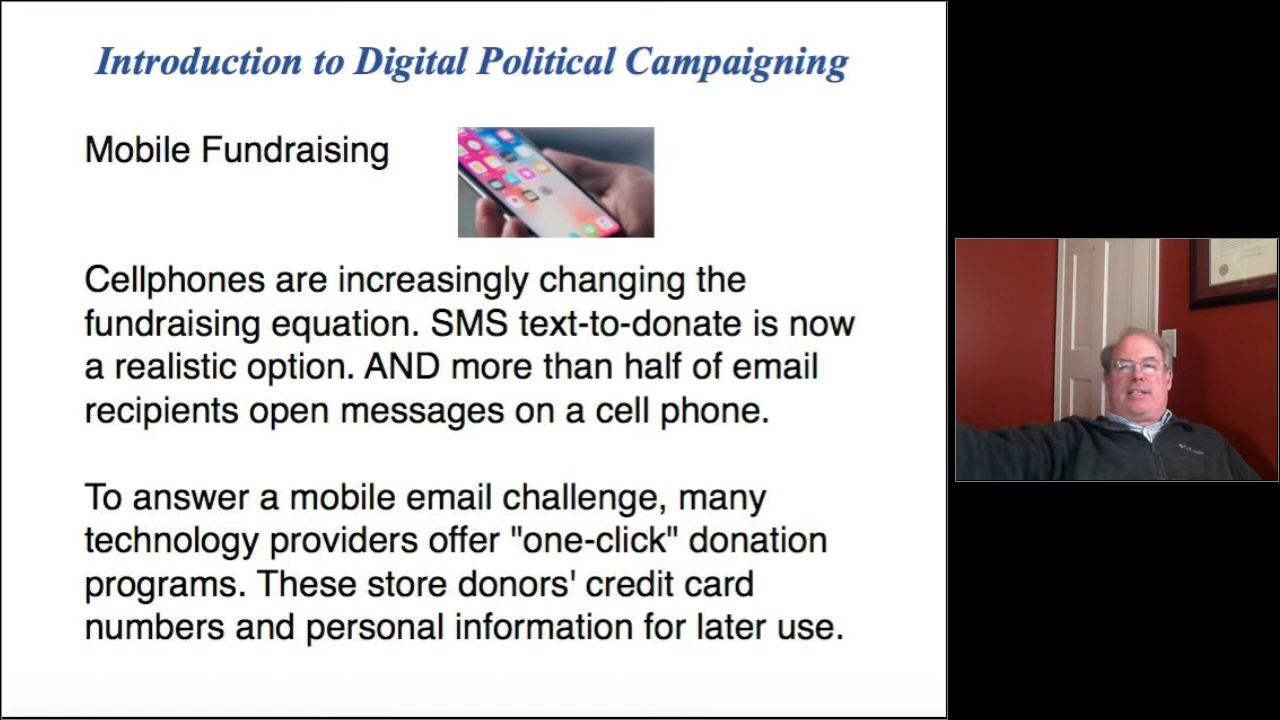 Introduction to Digital Political Campaigning
Mobile Fundraising
Cellphones are increasingly changing the
fundraising equation. SMS text-to-donate is now
a realistic option. AND more than half of email
recipients open messages on a cell phone.
To answer a mobile email challenge, many
technology providers offer "one-click" donation
programs. These store donors' credit card
numbers and personal information for later use.